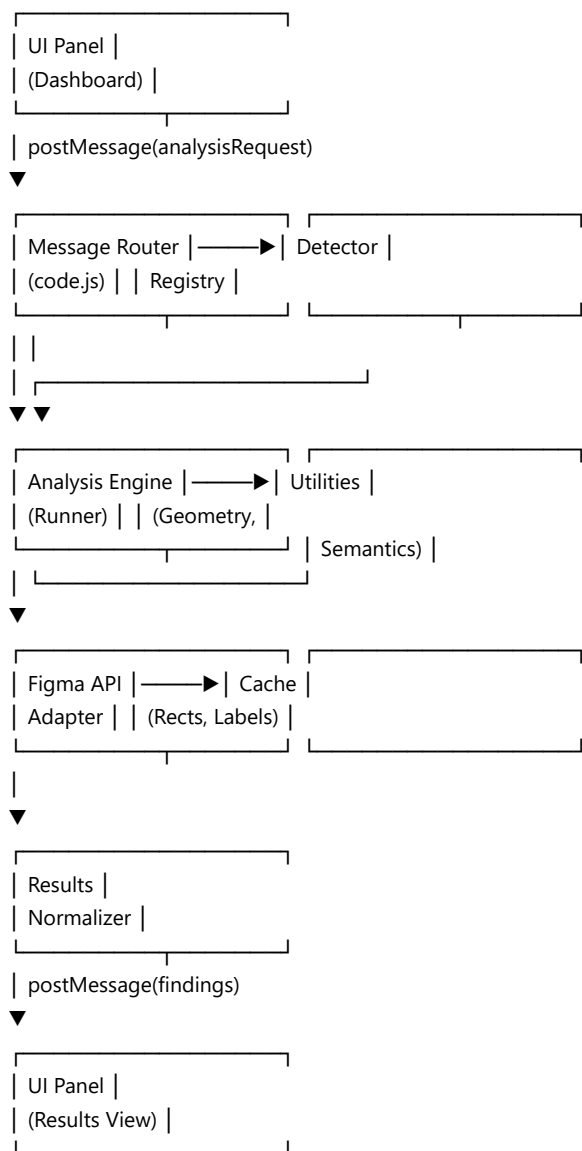 ┌─────────────────────┐
│ UI Panel │
│ (Dashboard) │
└──────────┬──────────┘
│ postMessage(analysisRequest)
▼
┌─────────────────────┐ ┌─────────────────────┐
│ Message Router │─────▶│ Detector │
│ (code.js) │ │ Registry │
└──────────┬──────────┘ └──────────┬──────────┘
│ │
│ ┌──────────────────────────┘
▼ ▼
┌─────────────────────┐ ┌─────────────────────┐
│ Analysis Engine │─────▶│ Utilities │
│ (Runner) │ │ (Geometry, │
└──────────┬──────────┘ │ Semantics) │
│ └─────────────────────┘
▼
┌─────────────────────┐ ┌─────────────────────┐
│ Figma API │─────▶│ Cache │
│ Adapter │ │ (Rects, Labels) │
└──────────┬──────────┘ └─────────────────────┘
│
▼
┌─────────────────────┐
│ Results │
│ Normalizer │
└──────────┬──────────┘
│ postMessage(findings)
▼
┌─────────────────────┐
│ UI Panel │
│ (Results View) │
└─────────────────────┘